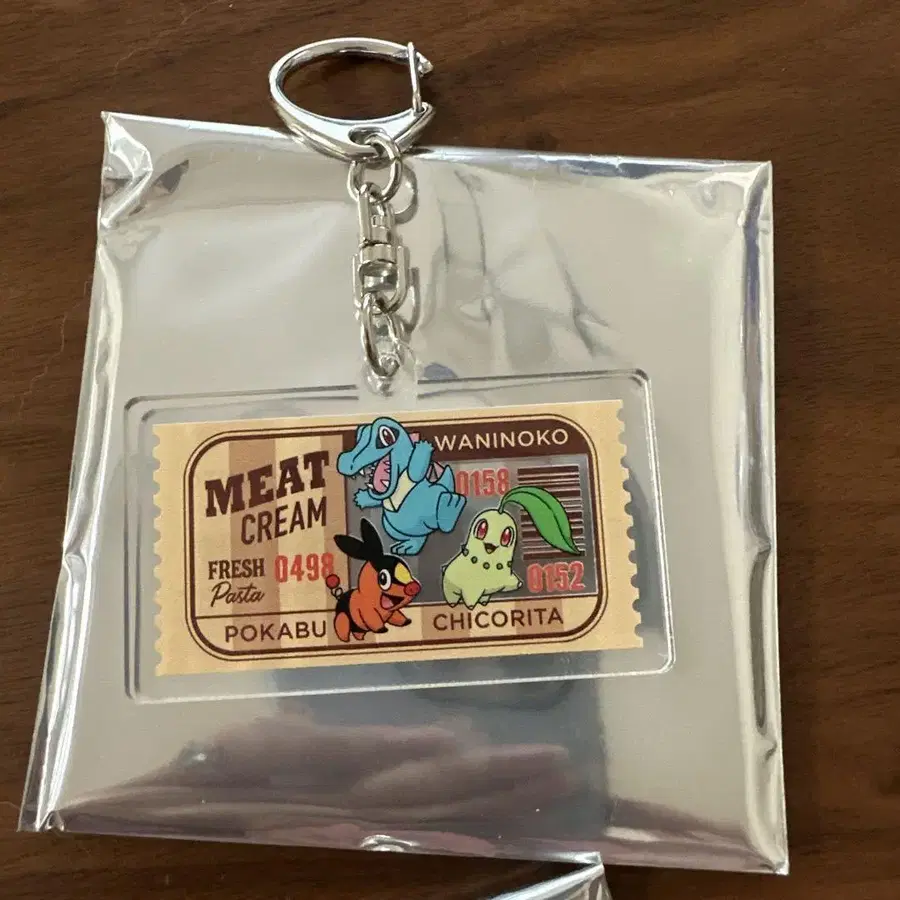 MEAT
CREAM
FRESH 0498
Pasta
POKABU
WANINOKO
0158
0152
CHICORITA